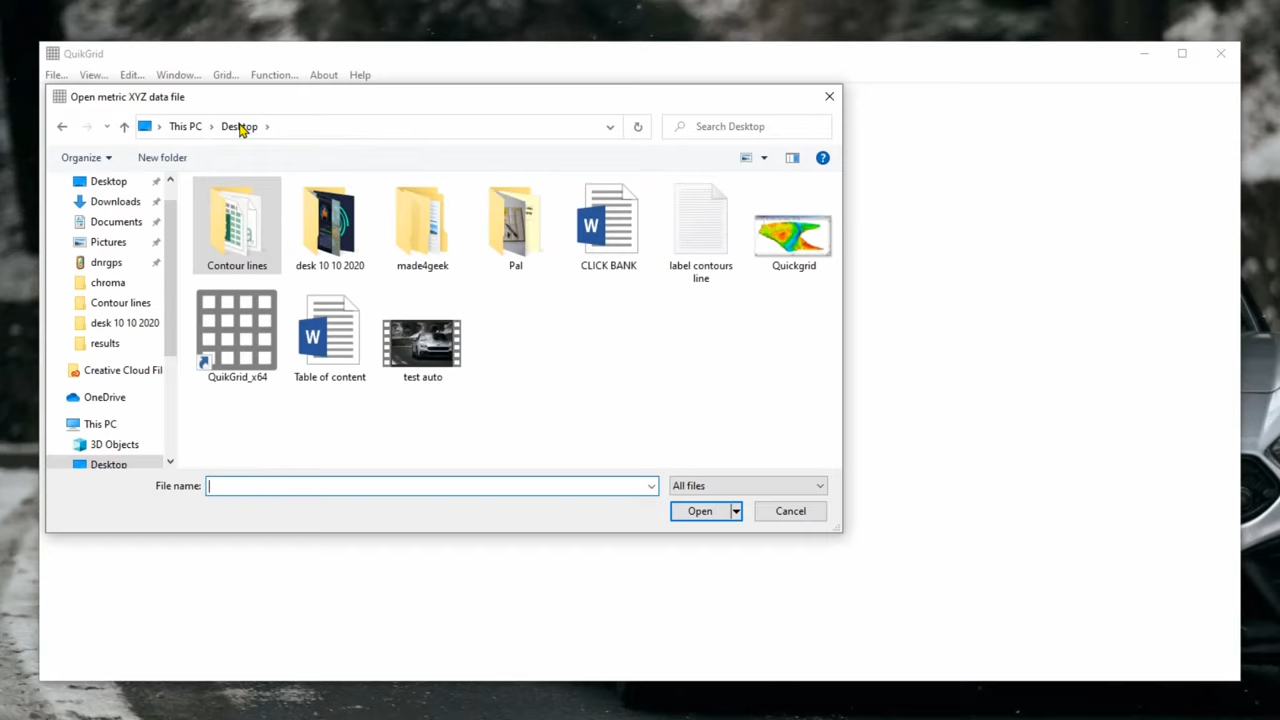 QuikGrid
File... View... Edit... Window... Grid... Function... About Help
Open metric XYZ data file
This PC > Desktop >
Search Desktop
Organize New folder
Desktop
Downloads
Documents
Pictures
dnrgps
chroma
Contour lines
desk 10 10 2020
results
Creative Cloud Fil
OneDrive
This PC
3D Objects
Desktop
Contour lines
desk 10 10 2020
made4geek
Pal
CLICK BANK
label contours
line
Quickgrid
QuikGrid_x64
Table of content
test auto
File name:
All files
Open Cancel